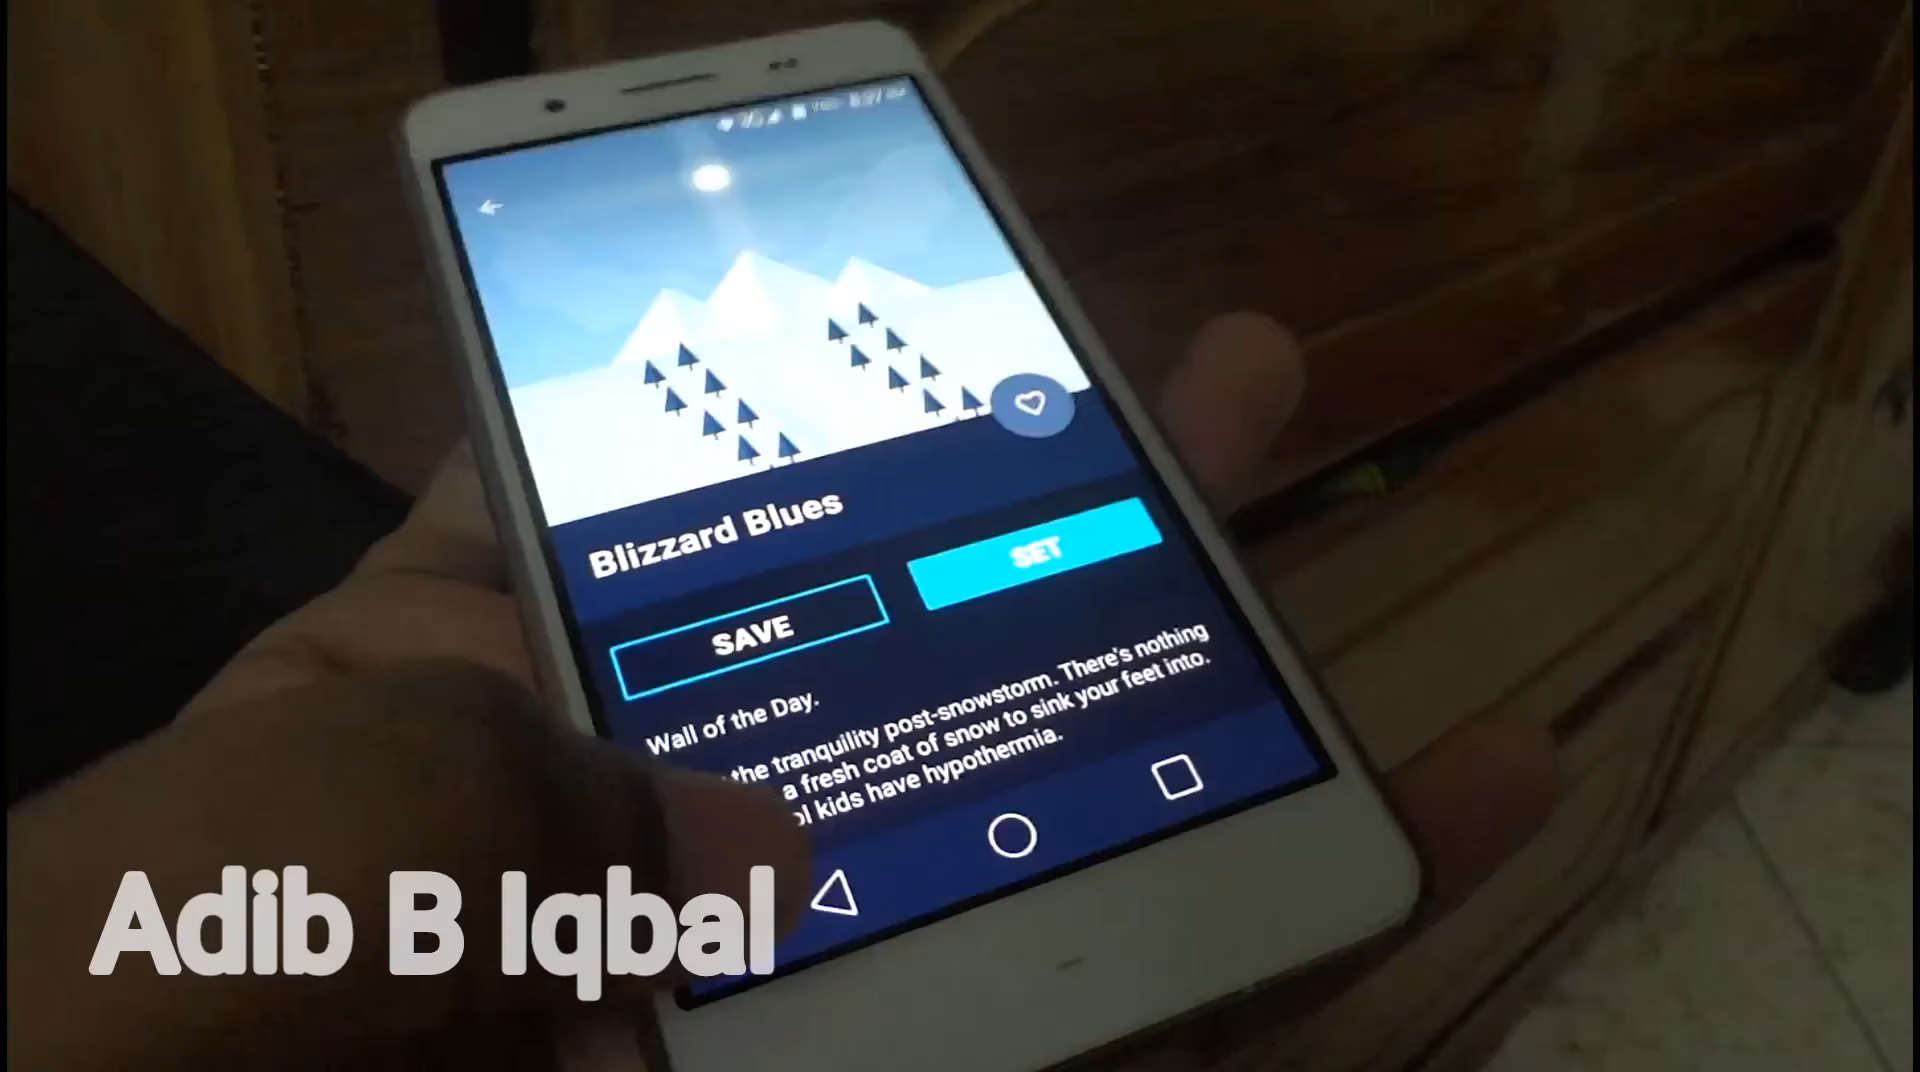 Blizzard Blues
SAVE
SET
Wall of the Day.
the tranquility post-snowstorm. There's nothing
a fresh coat of snow to sink your feet into.
kids have hypothermia.
Adib B Iqbal